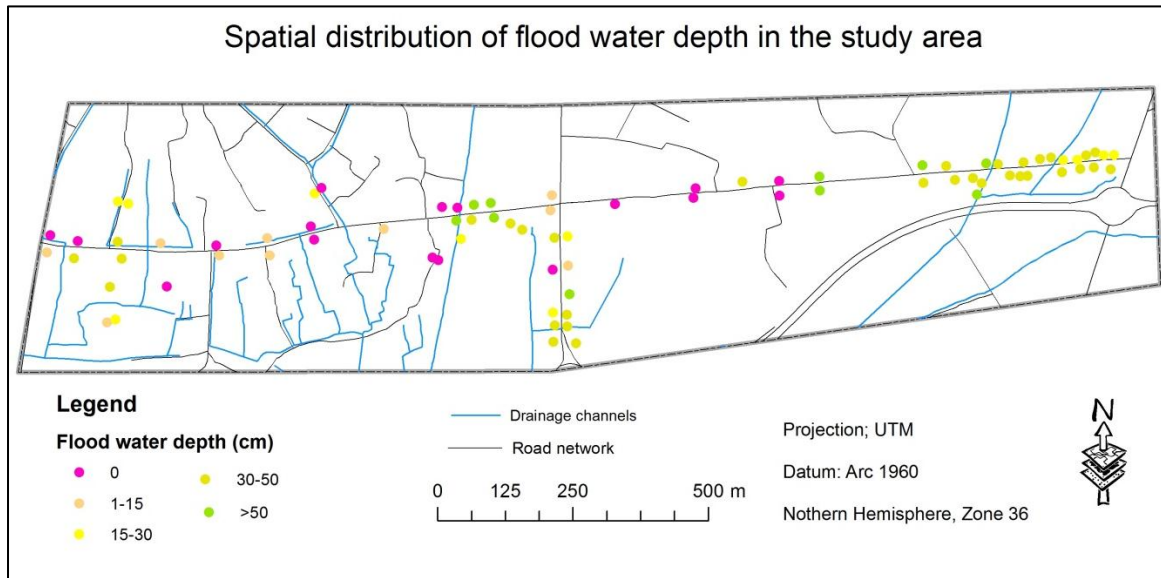 Spatial distribution of flood water depth in the study area
Legend
Flood water depth (cm)
0
1-15
15-30
30-50
>50
Drainage channels
Road network
0 125 250 500 m
Projection; UTM
Datum: Arc 1960
Nothern Hemisphere, Zone 36
N